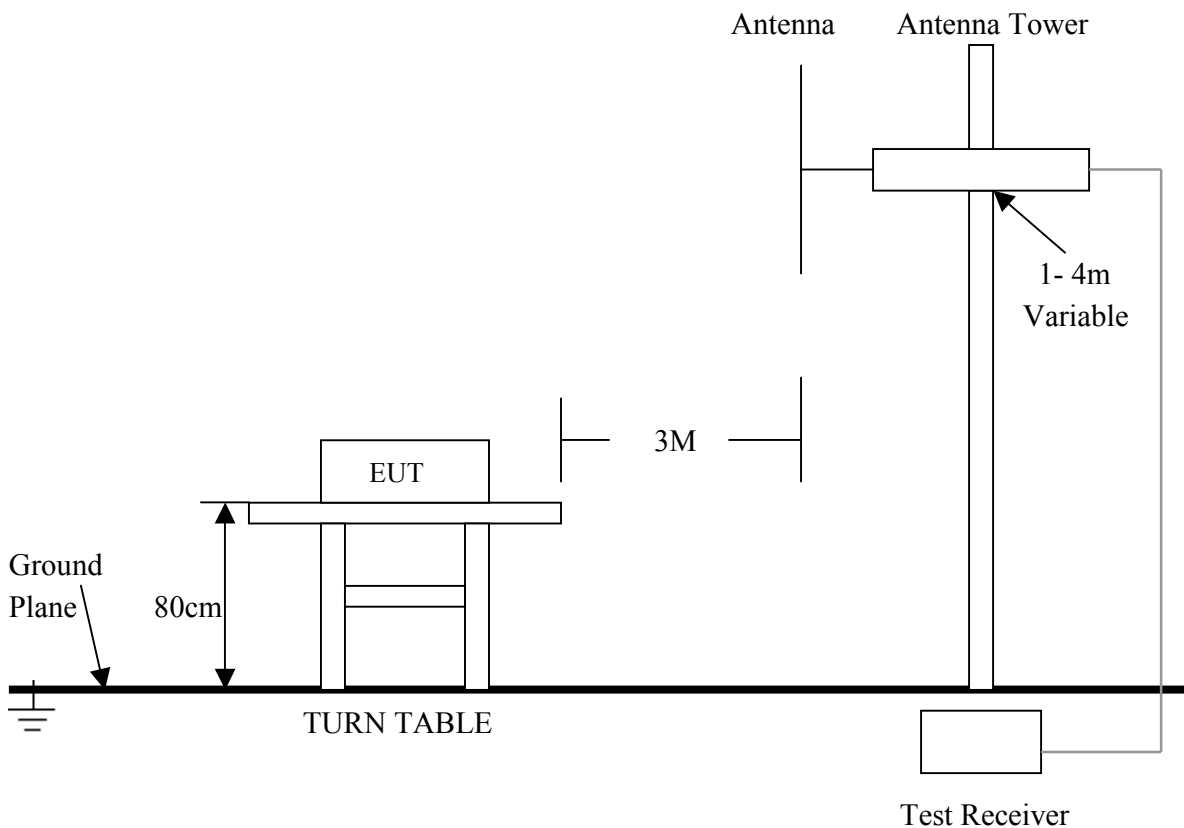 Antenna
Antenna Tower
1- 4m
Variable
3M
EUT
Ground
Plane
80cm
TURN TABLE
Test Receiver